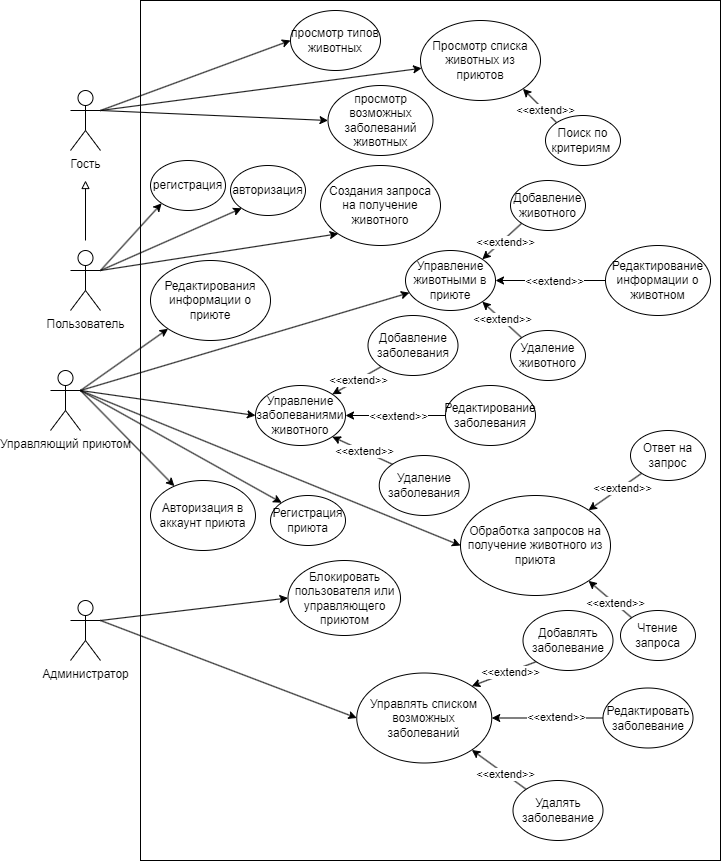 просмотр типов
животных
Просмотр списка
животных из
приютов
<<extend>>
Поиск по
критериям
просмотр
возможных
заболеваний
животных
Гость
регистрация
авторизация
Создания запроса
на получение
животного
Добавление
животного
<<extend>>
Управление
животными в
приюте
<<extend>>
Редактирование
информации о
животном
<<extend>>
Удаление
животного
Пользователь
Редактирования
информации о
приюте
Добавление
заболевания
<<extend>>
Управление
заболеваниями
животного
<<extend>>
Редактирование
заболевания
<<extend>>
Удаление
заболевания
Управляющий приютом
Авторизация в
аккаунт приюта
Регистрация
приюта
Ответ на
запрос
<<extend>>
Обработка запросов на
получение животного из
приюта
<<extend>>
Чтение
запроса
Блокировать
пользователя или
управляющего
приютом
Администратор
Добавлять
заболевание
<<extend>>
Управлять списком
возможных
заболеваний
<<extend>>
Редактировать
заболевание
<<extend>>
Удалять
заболевание